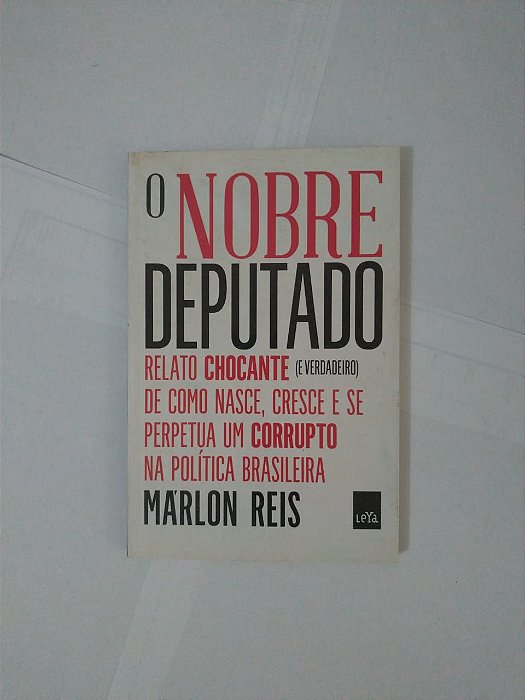 O NOBRE
DEPUTADO
RELATO CHOCANTE (E VERDADEIRO)
DE COMO NASCE, CRESCE E SE
PERPETUA UM CORRUPTO
NA POLÍTICA BRASILEIRA
MÁRLON REIS
LeYa